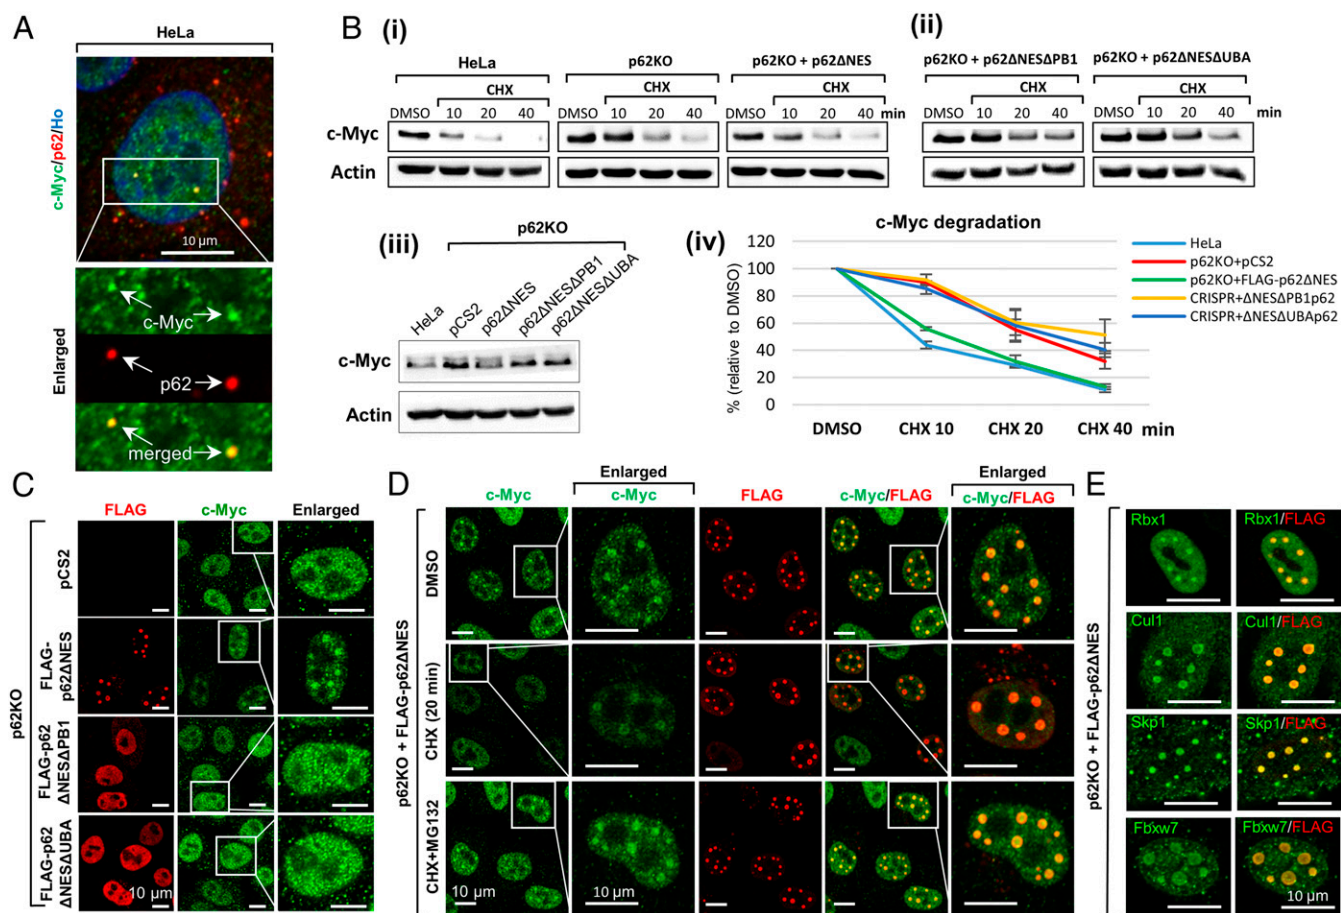 A
HeLa
c-Myc/p62/Ho
10 μm
Enlarged
c-Myc
p62
merged
B (i)
HeLa
CHX
DMSO 10 20 40
p62KO
CHX
DMSO 10 20 40
p62KO + p62ΔNES
CHX
DMSO 10 20 40
c-Myc
Actin
(ii)
p62KO + p62ΔNESΔPB1
CHX
DMSO 10 20 40
p62KO + p62ΔNESΔUBA
CHX
DMSO 10 20 40 min
(iii)
p62KO
HeLa
pCS2
p62ΔNES
p62ΔNESΔPB1
p62ΔNESΔUBA
c-Myc
Actin
(iv)
c-Myc degradation
% (relative to DMSO)
120
100
80
60
40
20
0
DMSO CHX 10 CHX 20 CHX 40 min
HeLa
p62KO+pCS2
p62KO+FLAG-p62ΔNES
CRISPR+ΔNESΔPB1p62
CRISPR+ΔNESΔUBAp62
C
FLAG c-Myc Enlarged
p62KO
pCS2
FLAG-
p62ΔNES
FLAG-p62
ΔNESΔPB1
FLAG-p62
ΔNESΔUBA
10 μm
D
Enlarged Enlarged
c-Myc c-Myc FLAG c-Myc/FLAG c-Myc/FLAG
p62KO + FLAG-p62ΔNES
DMSO
CHX (20 min)
CHX+MG132
10 μm 10 μm
E
p62KO + FLAG-p62ΔNES
Rbx1 Rbx1/FLAG
Cul1 Cul1/FLAG
Skp1 Skp1/FLAG
Fbxw7 Fbxw7/FLAG
10 μm